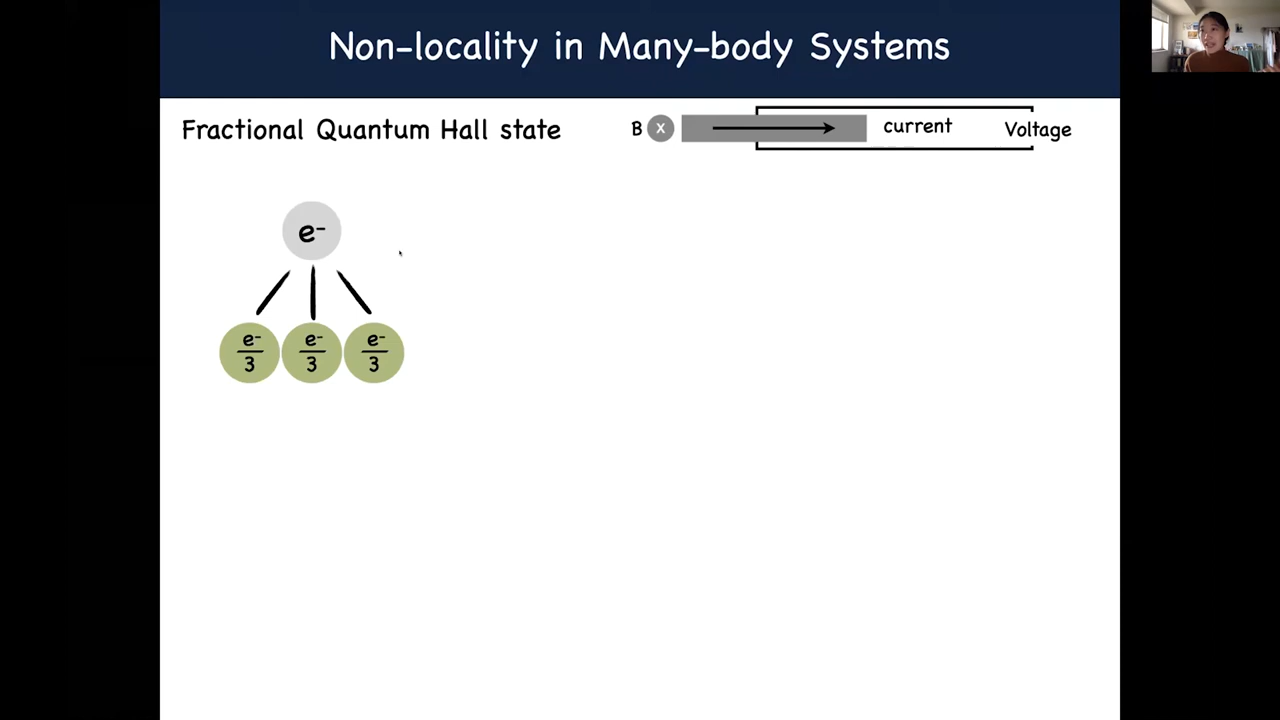 Non-locality in Many-body Systems
Fractional Quantum Hall state
B x current Voltage
e-
e- e- e-
3 3 3